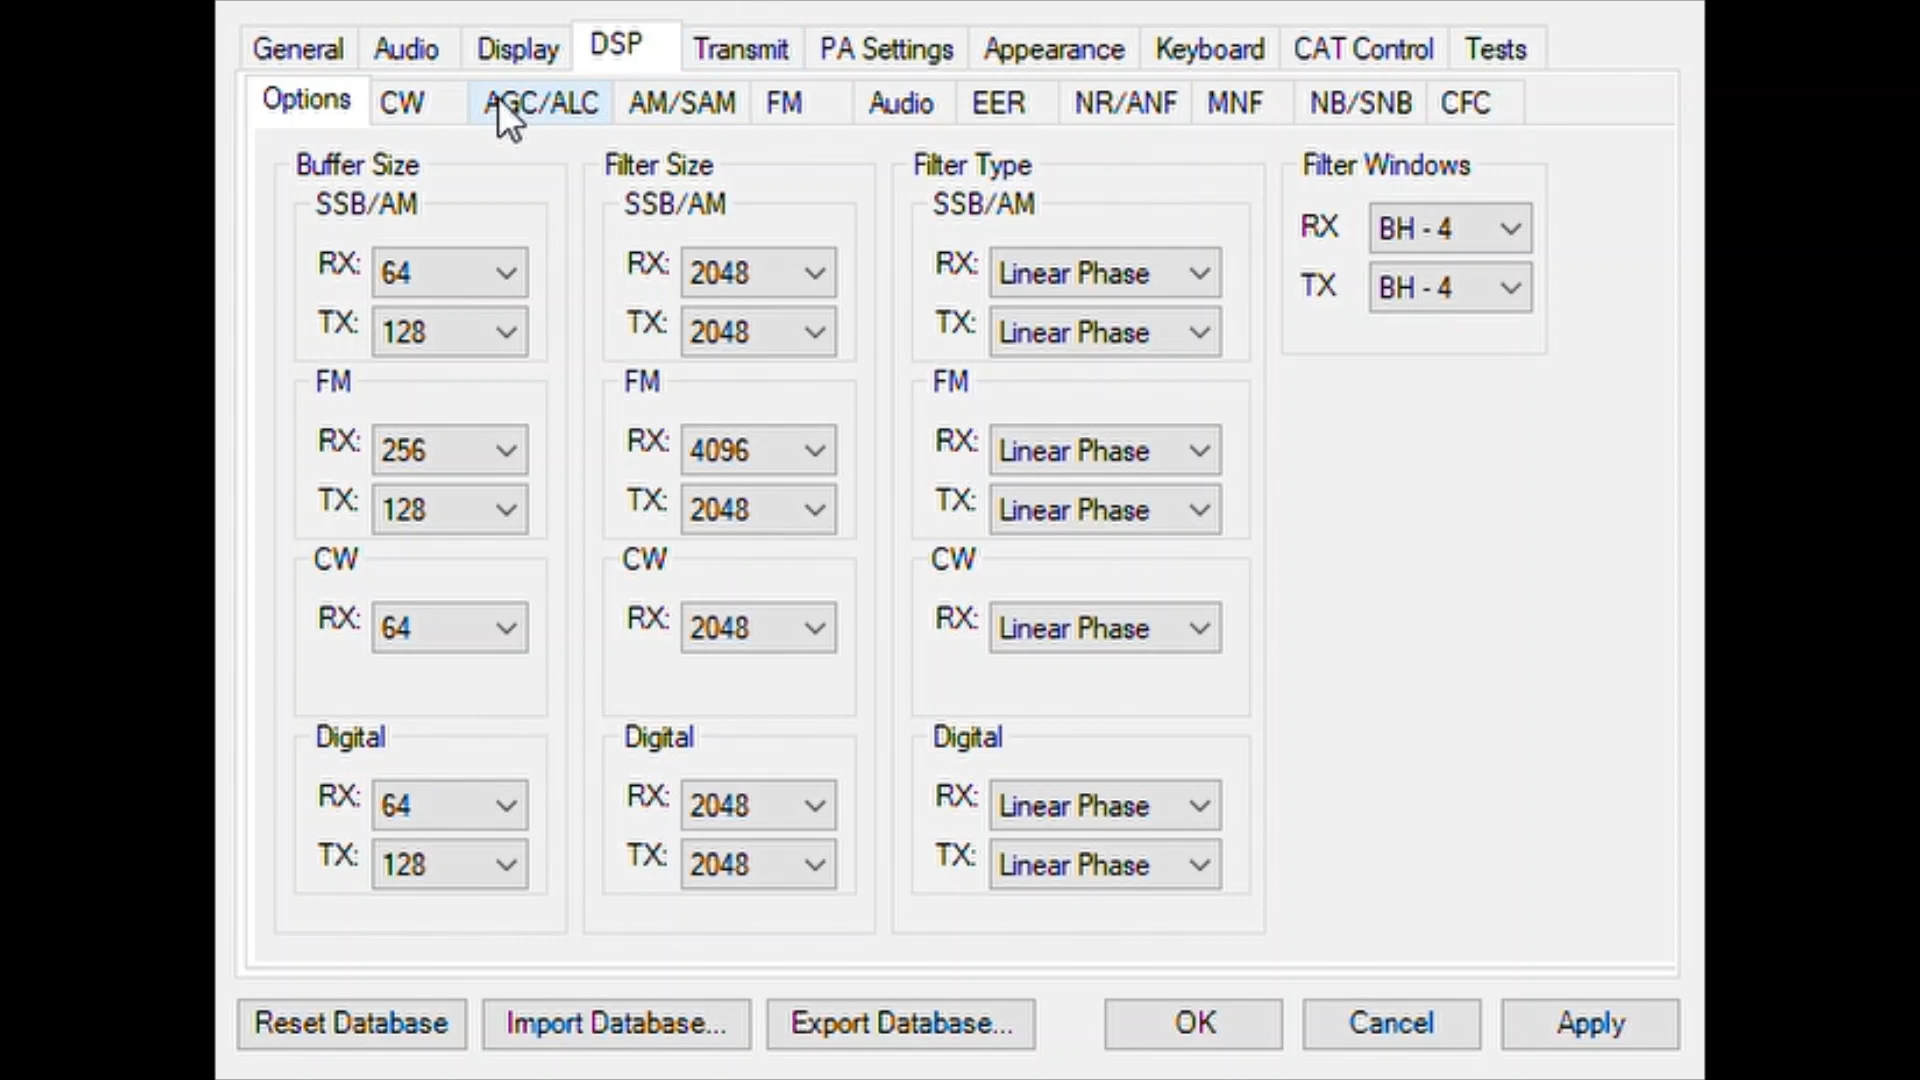 General Audio Display DSP Transmit PA Settings Appearance Keyboard CAT Control Tests
Options CW AGC/ALC AM/SAM FM Audio EER NR/ANF MNF NB/SNB CFC
Buffer Size
SSB/AM
RX: 64
TX: 128
FM
RX: 256
TX: 128
CW
RX: 64
Digital
RX: 64
TX: 128
Filter Size
SSB/AM
RX: 2048
TX: 2048
FM
RX: 4096
TX: 2048
CW
RX: 2048
Digital
RX: 2048
TX: 2048
Filter Type
SSB/AM
RX: Linear Phase
TX: Linear Phase
FM
RX: Linear Phase
TX: Linear Phase
CW
RX: Linear Phase
Digital
RX: Linear Phase
TX: Linear Phase
Filter Windows
RX BH - 4
TX BH - 4
Reset Database Import Database... Export Database... OK Cancel Apply